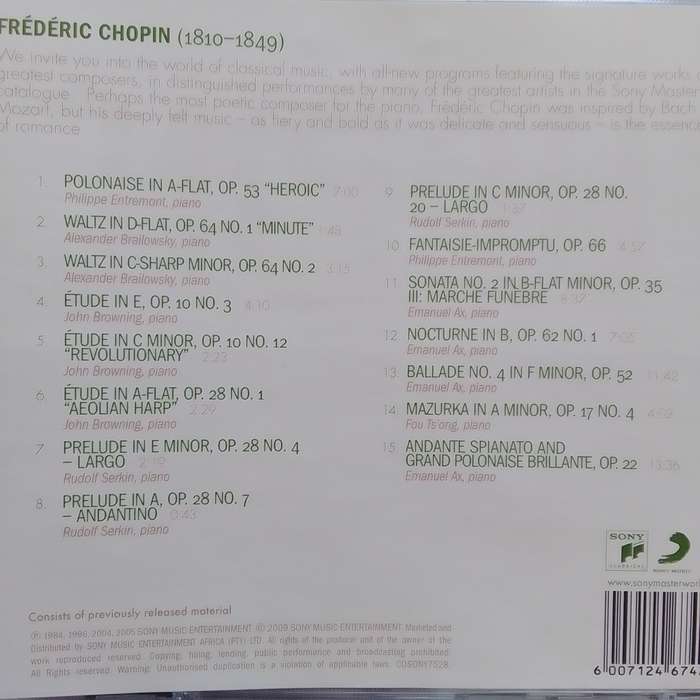 FRÉDÉRIC CHOPIN (1810–1849)
We invite you into the world of classical music, with all-new programs featuring the signature works
greatest composers, in distinguished performances by many of the greatest artists in the Sony Master
catalogue. Perhaps the most poetic composer for the piano, Frédéric Chopin was inspired by Bach
Mozart, but his deeply felt music – as fiery and bold as it was delicate and sensuous – is the essence
of romance
1. POLONAISE IN A-FLAT, OP. 53 “HEROIC” 7:00
Philippe Entremont, piano
2. WALTZ IN D-FLAT, OP. 64 NO. 1 “MINUTE” 1:48
Alexander Brailowsky, piano
3. WALTZ IN C-SHARP MINOR, OP. 64 NO. 2 3:15
Alexander Brailowsky, piano
4 ÉTUDE IN E, OP. 10 NO. 3 4:10
John Browning, piano
5. ÉTUDE IN C MINOR, OP. 10 NO. 12
“REVOLUTIONARY” 2:23
John Browning, piano
6. ÉTUDE IN A-FLAT, OP. 28 NO. 1
“AEOLIAN HARP” 2:29
John Browning, piano
7 PRELUDE IN E MINOR, OP. 28 NO. 4
– LARGO
Rudolf Serkin, piano
8. PRELUDE IN A, OP. 28 NO. 7
– ANDANTINO 0:43
Rudolf Serkin, piano
9 PRELUDE IN C MINOR, OP. 28 NO.
20 – LARGO 1:37
Rudolf Serkin, piano
10 FANTAISIE-IMPROMPTU, OP. 66 4:57
Philippe Entremont, piano
11 SONATA NO. 2 IN B-FLAT MINOR, OP. 35
III: MARCHE FUNEBRE 8:37
Emanuel Ax, piano
12 NOCTURNE IN B, OP. 62 NO. 1 7:05
Emanuel Ax, piano
13 BALLADE NO. 4 IN F MINOR, OP. 52 11:42
Emanuel Ax, piano
14 MAZURKA IN A MINOR, OP. 17 NO. 4
Fou Ts'ong, piano
15 ANDANTE SPIANATO AND
GRAND POLONAISE BRILLANTE, OP. 22 13:36
Emanuel Ax, piano
SONY
CLASSICAL
SONY MUSIC
www.sonymasterwor
Consists of previously released material
℗ 1984, 1996, 2004, 2005 SONY MUSIC ENTERTAINMENT © 2009 SONY MUSIC ENTERTAINMENT. Marketed and
Distributed by SONY MUSIC ENTERTAINMENT AFRICA (PTY) LTD. All rights of the producer and of the owner of the
work reproduced reserved. Copying, hiring, lending, public performance and broadcasting prohibited
All rights reserved. Warning: Unauthorised duplication is a violation of applicable laws. CDSONY7528
6 007124 674